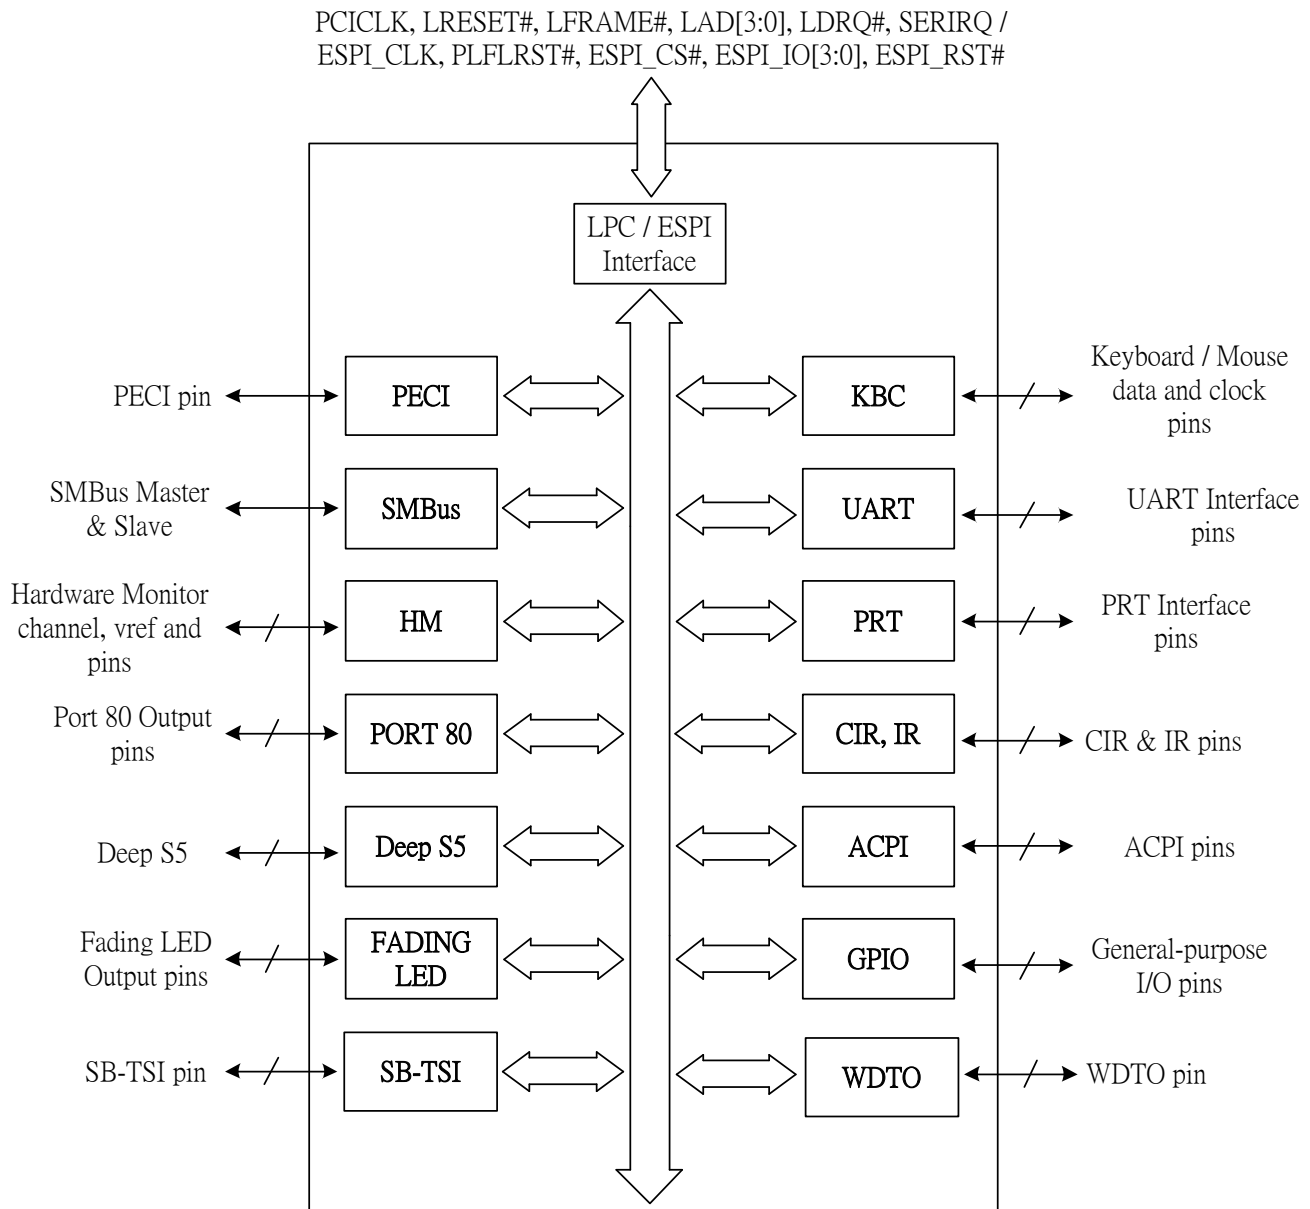 PCICLK, LRESET#, LFRAME#, LAD[3:0], LDRQ#, SERIRQ /
ESPI_CLK, PLFLRST#, ESPI_CS#, ESPI_IO[3:0], ESPI_RST#
LPC / ESPI
Interface
PECI pin
PECI
KBC
Keyboard / Mouse
data and clock
pins
SMBus Master
& Slave
SMBus
UART
UART Interface
pins
Hardware Monitor
channel, vref and
pins
HM
PRT
PRT Interface
pins
Port 80 Output
pins
PORT 80
CIR, IR
CIR & IR pins
Deep S5
Deep S5
ACPI
ACPI pins
Fading LED
Output pins
FADING
LED
GPIO
General-purpose
I/O pins
SB-TSI pin
SB-TSI
WDTO
WDTO pin